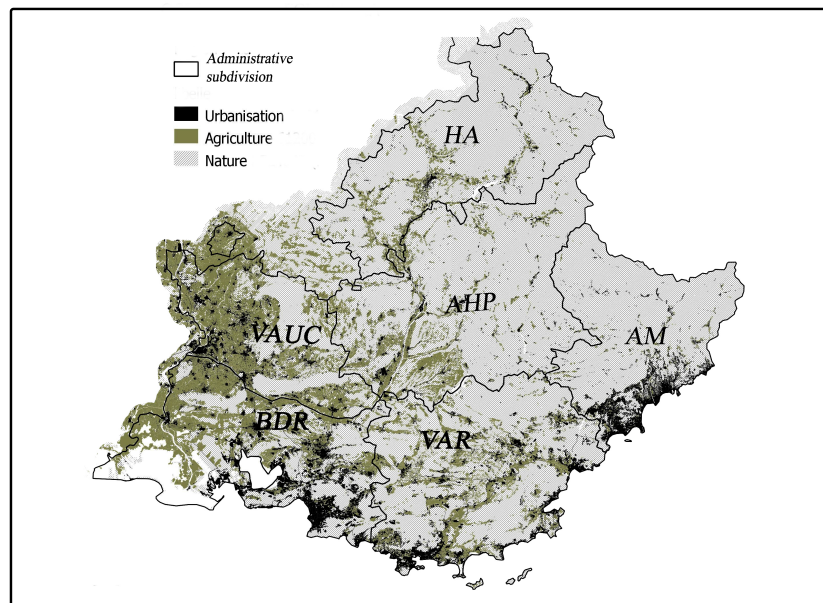 Administrative
subdivision
Urbanisation
Agriculture
Nature
HA
AHP
VAUC
AM
BDR
VAR